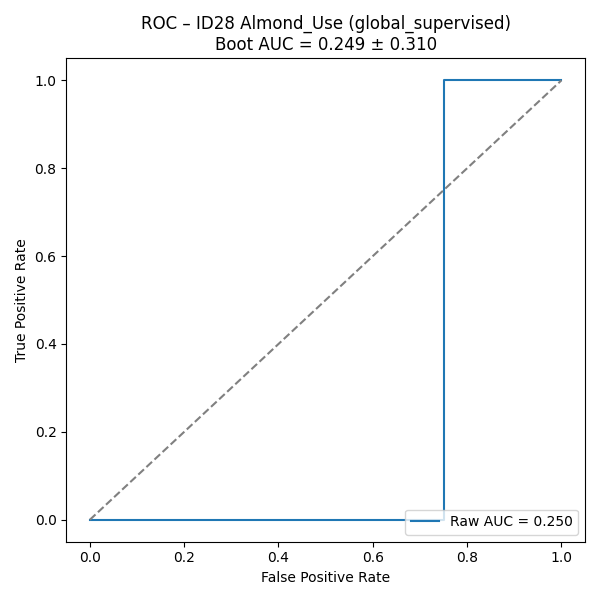 ROC – ID28 Almond_Use (global_supervised)
Boot AUC = 0.249 ± 0.310
True Positive Rate
1.0
0.8
0.6
0.4
0.2
0.0
Raw AUC = 0.250
0.0 0.2 0.4 0.6 0.8 1.0
False Positive Rate